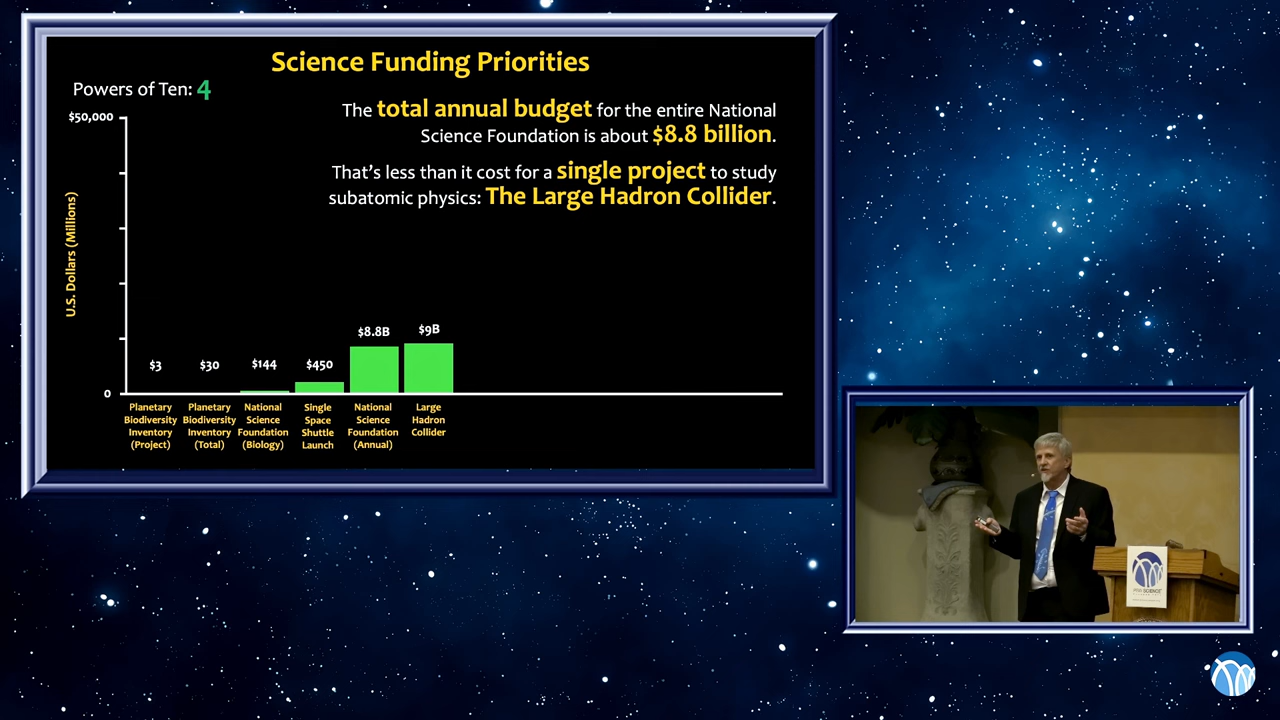 Science Funding Priorities
Powers of Ten: 4
The total annual budget for the entire National
Science Foundation is about $8.8 billion.
That's less than it cost for a single project to study
subatomic physics: The Large Hadron Collider.
$50,000
U.S. Dollars (Millions)
0
$3
$30
$144
$450
$8.8B
$9B
Planetary
Biodiversity
Inventory
(Project)
Planetary
Biodiversity
Inventory
(Total)
National
Science
Foundation
(Biology)
Single
Space
Shuttle
Launch
National
Science
Foundation
(Annual)
Large
Hadron
Collider